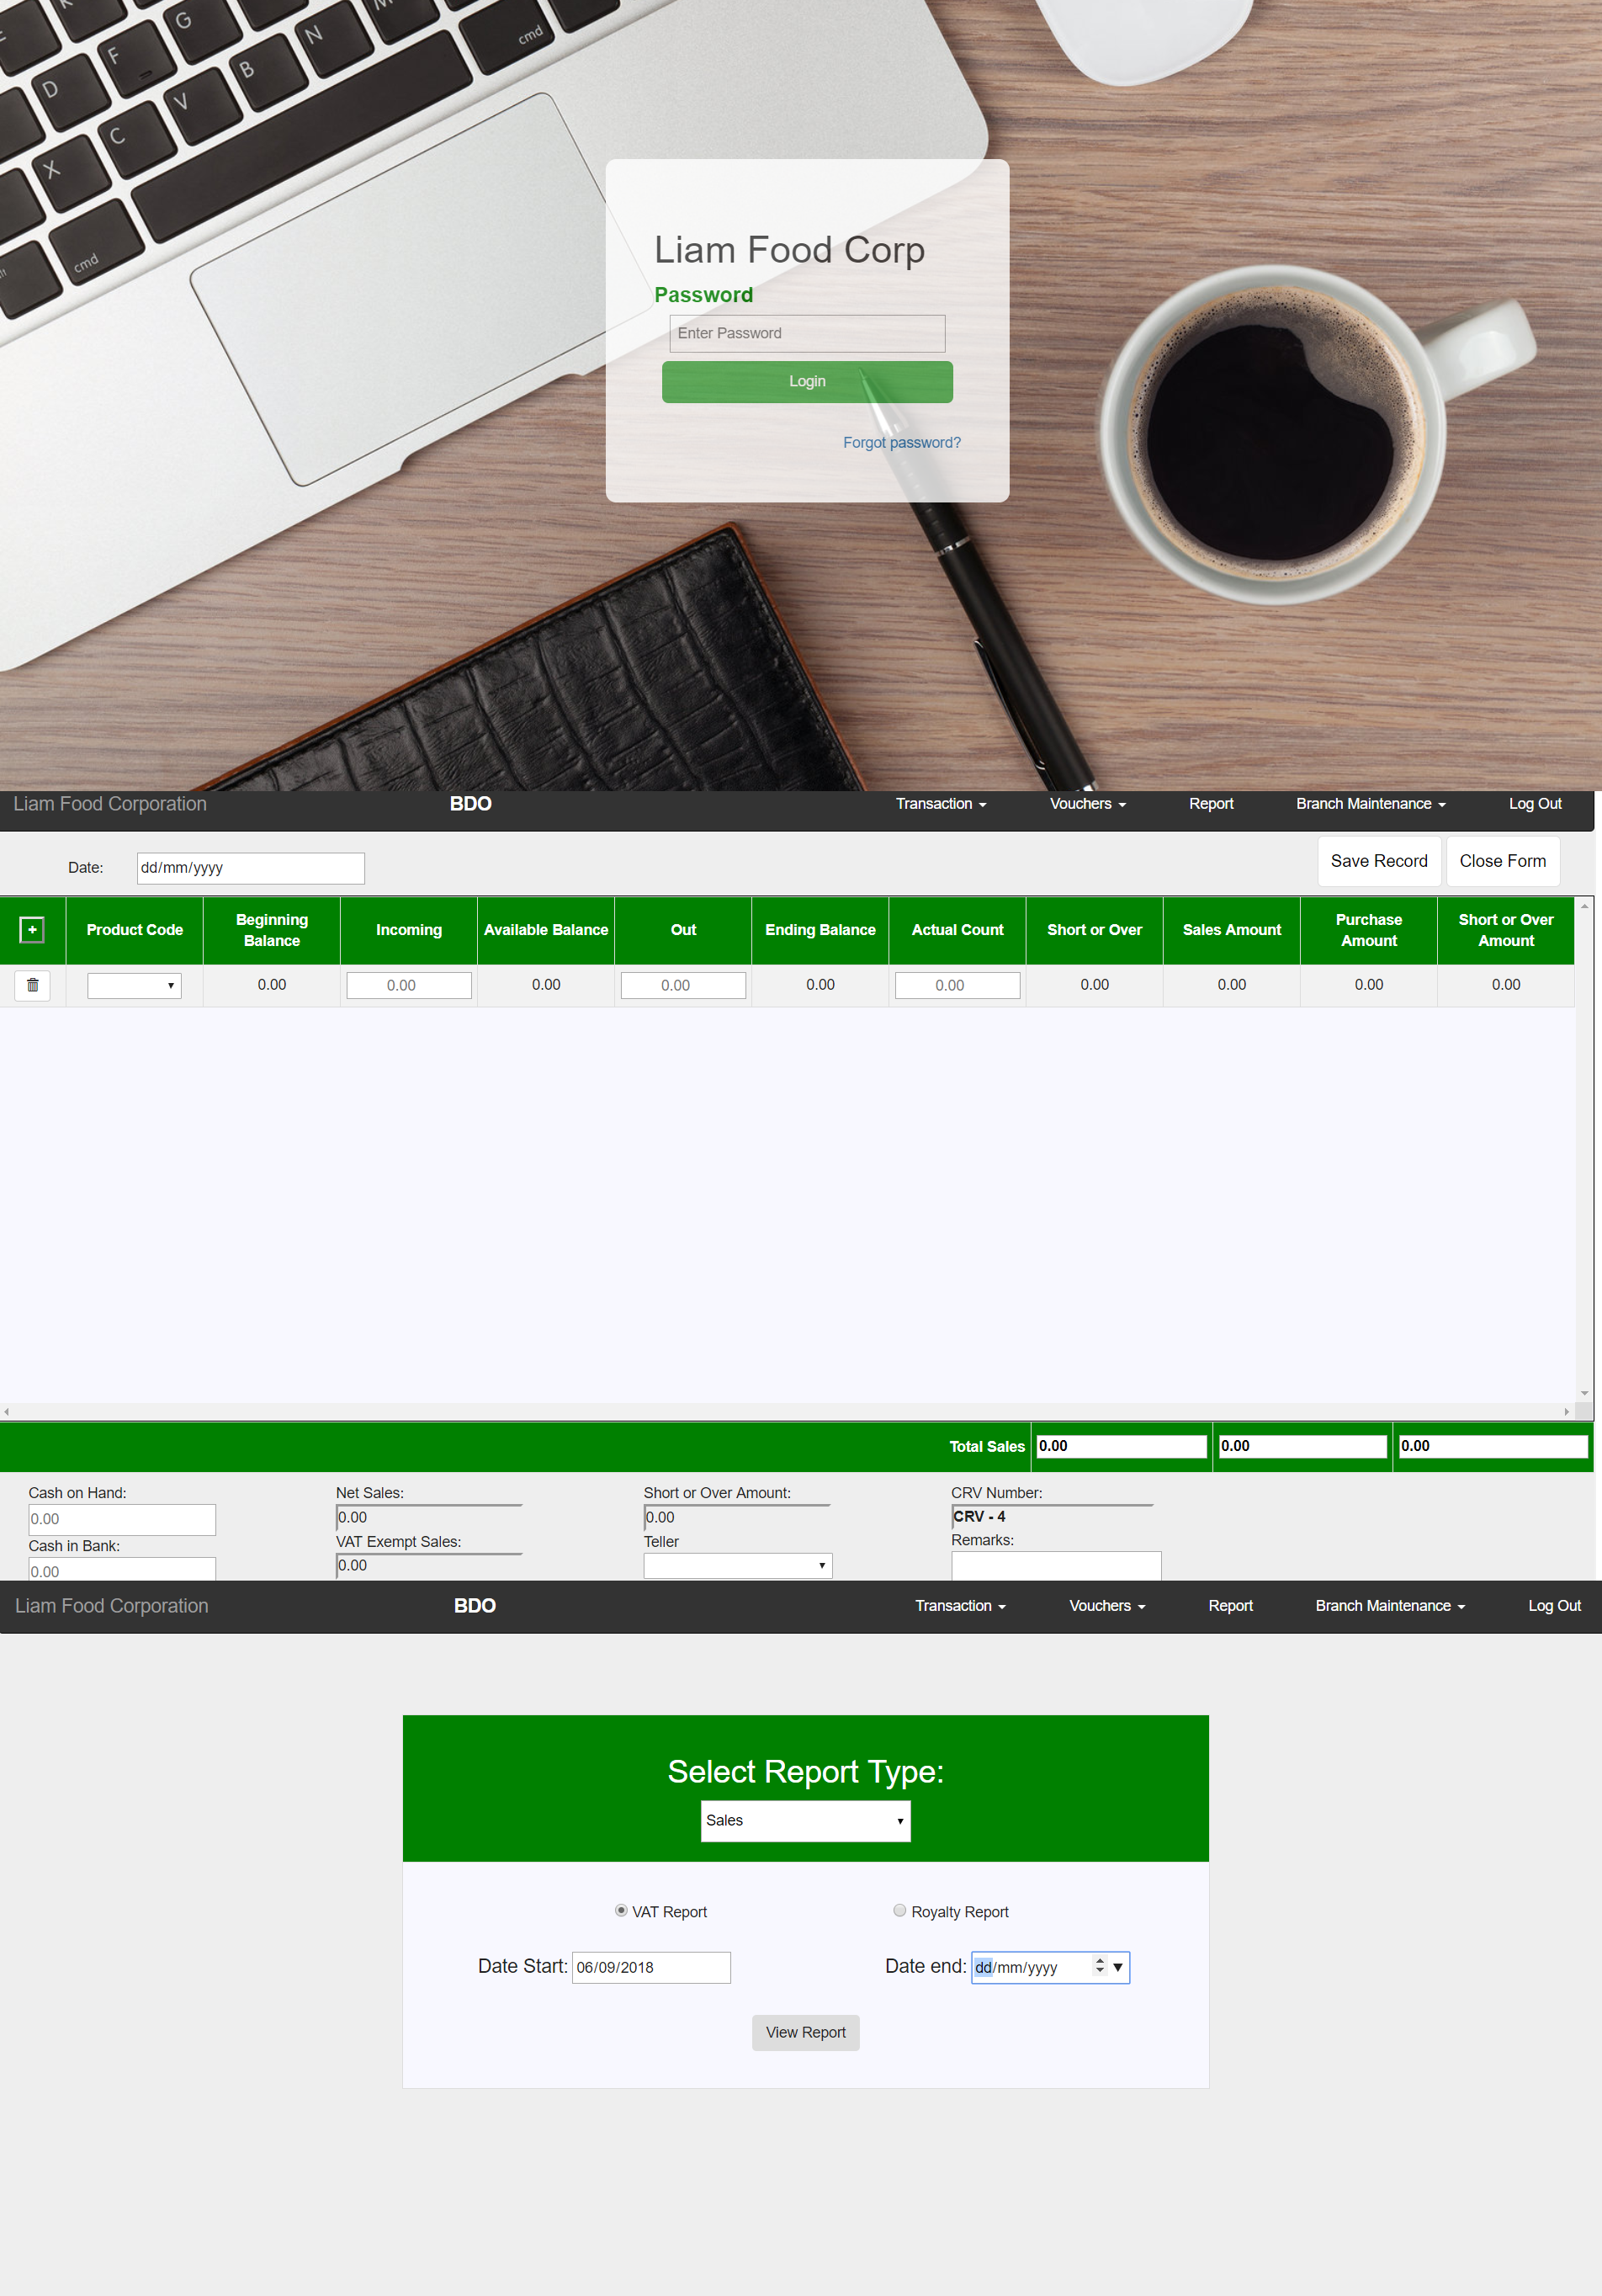 G
F
D
N
B
V
C
X
cmd
cmd
Liam Food Corp
Password
Enter Password
Login
Forgot password?
Liam Food Corporation BDO Transaction Vouchers Report Branch Maintenance Log Out
Date: dd/mm/yyyy Save Record Close Form
+ Product Code Beginning Balance Incoming Available Balance Out Ending Balance Actual Count Short or Over Sales Amount Purchase Amount Short or Over Amount
0.00 0.00 0.00 0.00 0.00 0.00 0.00 0.00 0.00 0.00
Total Sales 0.00 0.00 0.00
Cash on Hand: Net Sales: Short or Over Amount: CRV Number:
0.00 0.00 0.00 CRV - 4
Cash in Bank: VAT Exempt Sales: Teller Remarks:
0.00 0.00
Liam Food Corporation BDO Transaction Vouchers Report Branch Maintenance Log Out
Select Report Type:
Sales
VAT Report Royalty Report
Date Start: 06/09/2018 Date end: dd/mm/yyyy
View Report